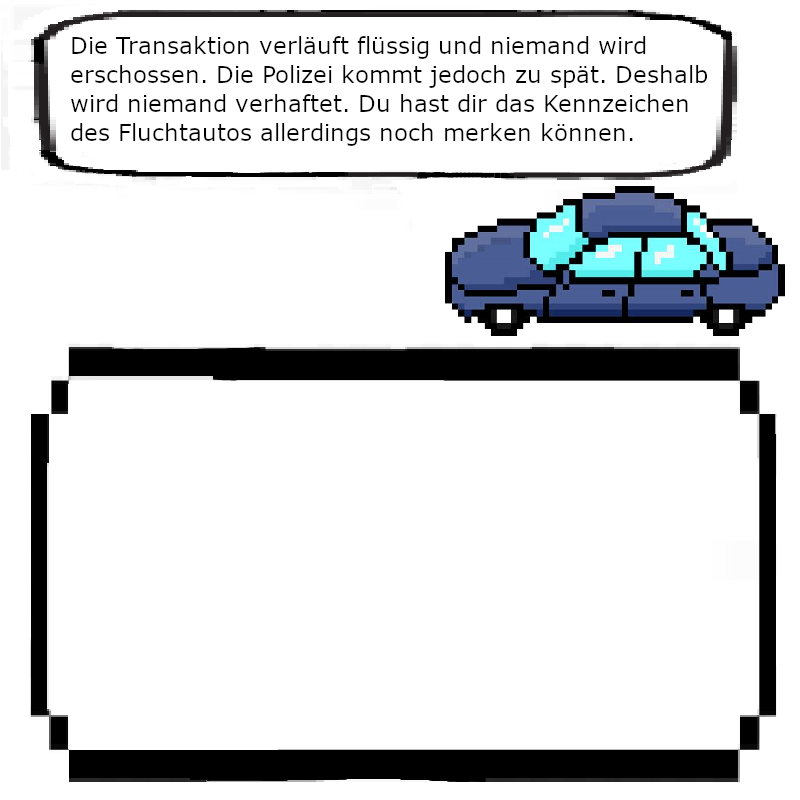 Die Transaktion verläuft flüssig und niemand wird
erschossen. Die Polizei kommt jedoch zu spät. Deshalb
wird niemand verhaftet. Du hast dir das Kennzeichen
des Fluchtautos allerdings noch merken können.